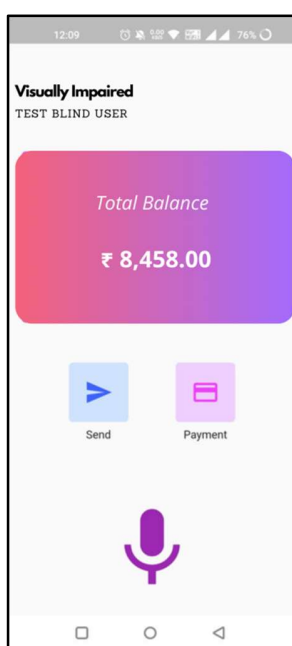 12:09 76%
Visually Impaired
TEST BLIND USER
Total Balance
₹ 8,458.00
Send Payment